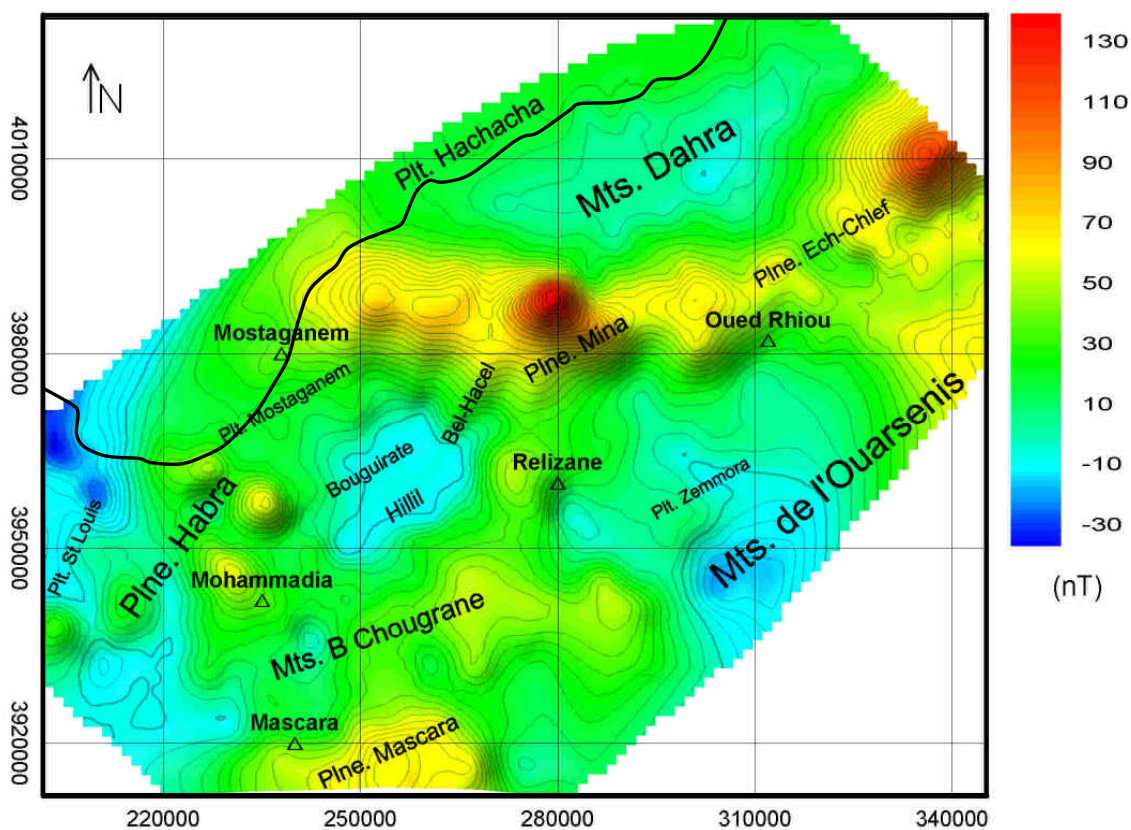 N
Plt. Hachacha
Mts. Dahra
Plne. Ech-Chlef
Mostaganem
Plne. Mina
Oued Rhiou
Plt. Mostaganem
Bel-Hacel
Bouguirate
Relizane
Hillil
Plt. Zemmora
Mts. de l'Ouarsenis
Plt. St Louis
Plne. Habra
Mohammadia
Mts. B Chougrane
Mascara
Plne. Mascara
4010000
3980000
3950000
3920000
220000
250000
280000
310000
340000
130
110
90
70
50
30
10
-10
-30
(nT)